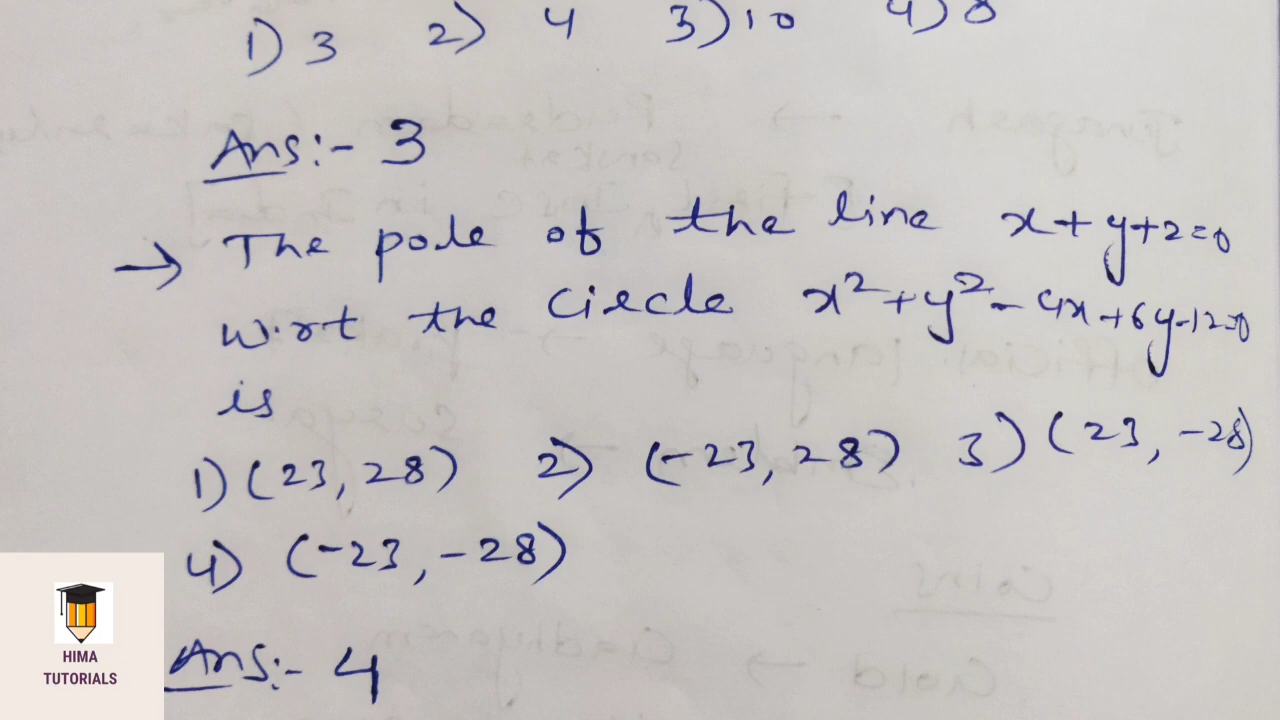 1) 3 2) 4 3) 10 4) 8
Ans:- 3
→ The pole of the line x+y+2=0
w.r.t the circle x²+y²-4x+6y-12=0
is
1) (23, 28) 2) (-23, 28) 3) (23, -28)
4) (-23, -28)
Ans:- 4
HIMA
TUTORIALS